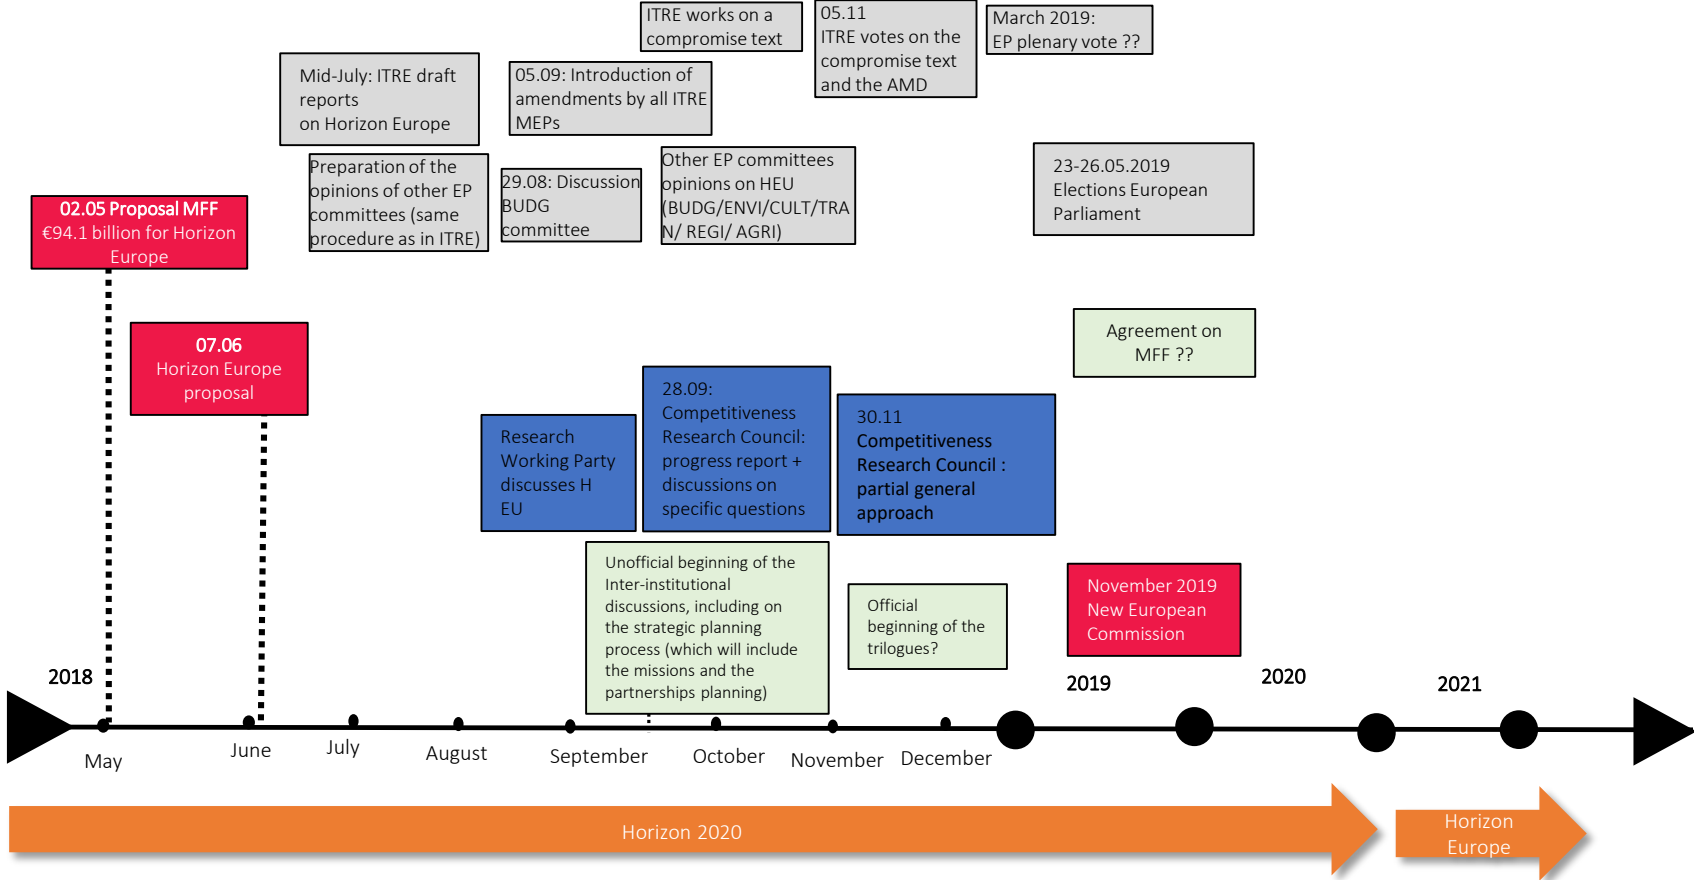 ITRE works on a
compromise text
05.11
ITRE votes on the
compromise text
and the AMD
March 2019:
EP plenary vote ??
Mid-July: ITRE draft
reports
on Horizon Europe
05.09: Introduction of
amendments by all ITRE
MEPs
Preparation of the
opinions of other EP
committees (same
procedure as in ITRE)
29.08: Discussion
BUDG
committee
Other EP committees
opinions on HEU
(BUDG/ENVI/CULT/TRA
N/ REGI/ AGRI)
23-26.05.2019
Elections European
Parliament
02.05 Proposal MFF
€94.1 billion for Horizon
Europe
07.06
Horizon Europe
proposal
Agreement on
MFF ??
Research
Working Party
discusses H
EU
28.09:
Competitiveness
Research Council:
progress report +
discussions on
specific questions
30.11
Competitiveness
Research Council :
partial general
approach
Unofficial beginning of the
Inter-institutional
discussions, including on
the strategic planning
process (which will include
the missions and the
partnerships planning)
Official
beginning of the
trilogues?
November 2019
New European
Commission
2018
2019
2020
2021
May
June
July
August
September
October
November
December
Horizon 2020
Horizon
Europe